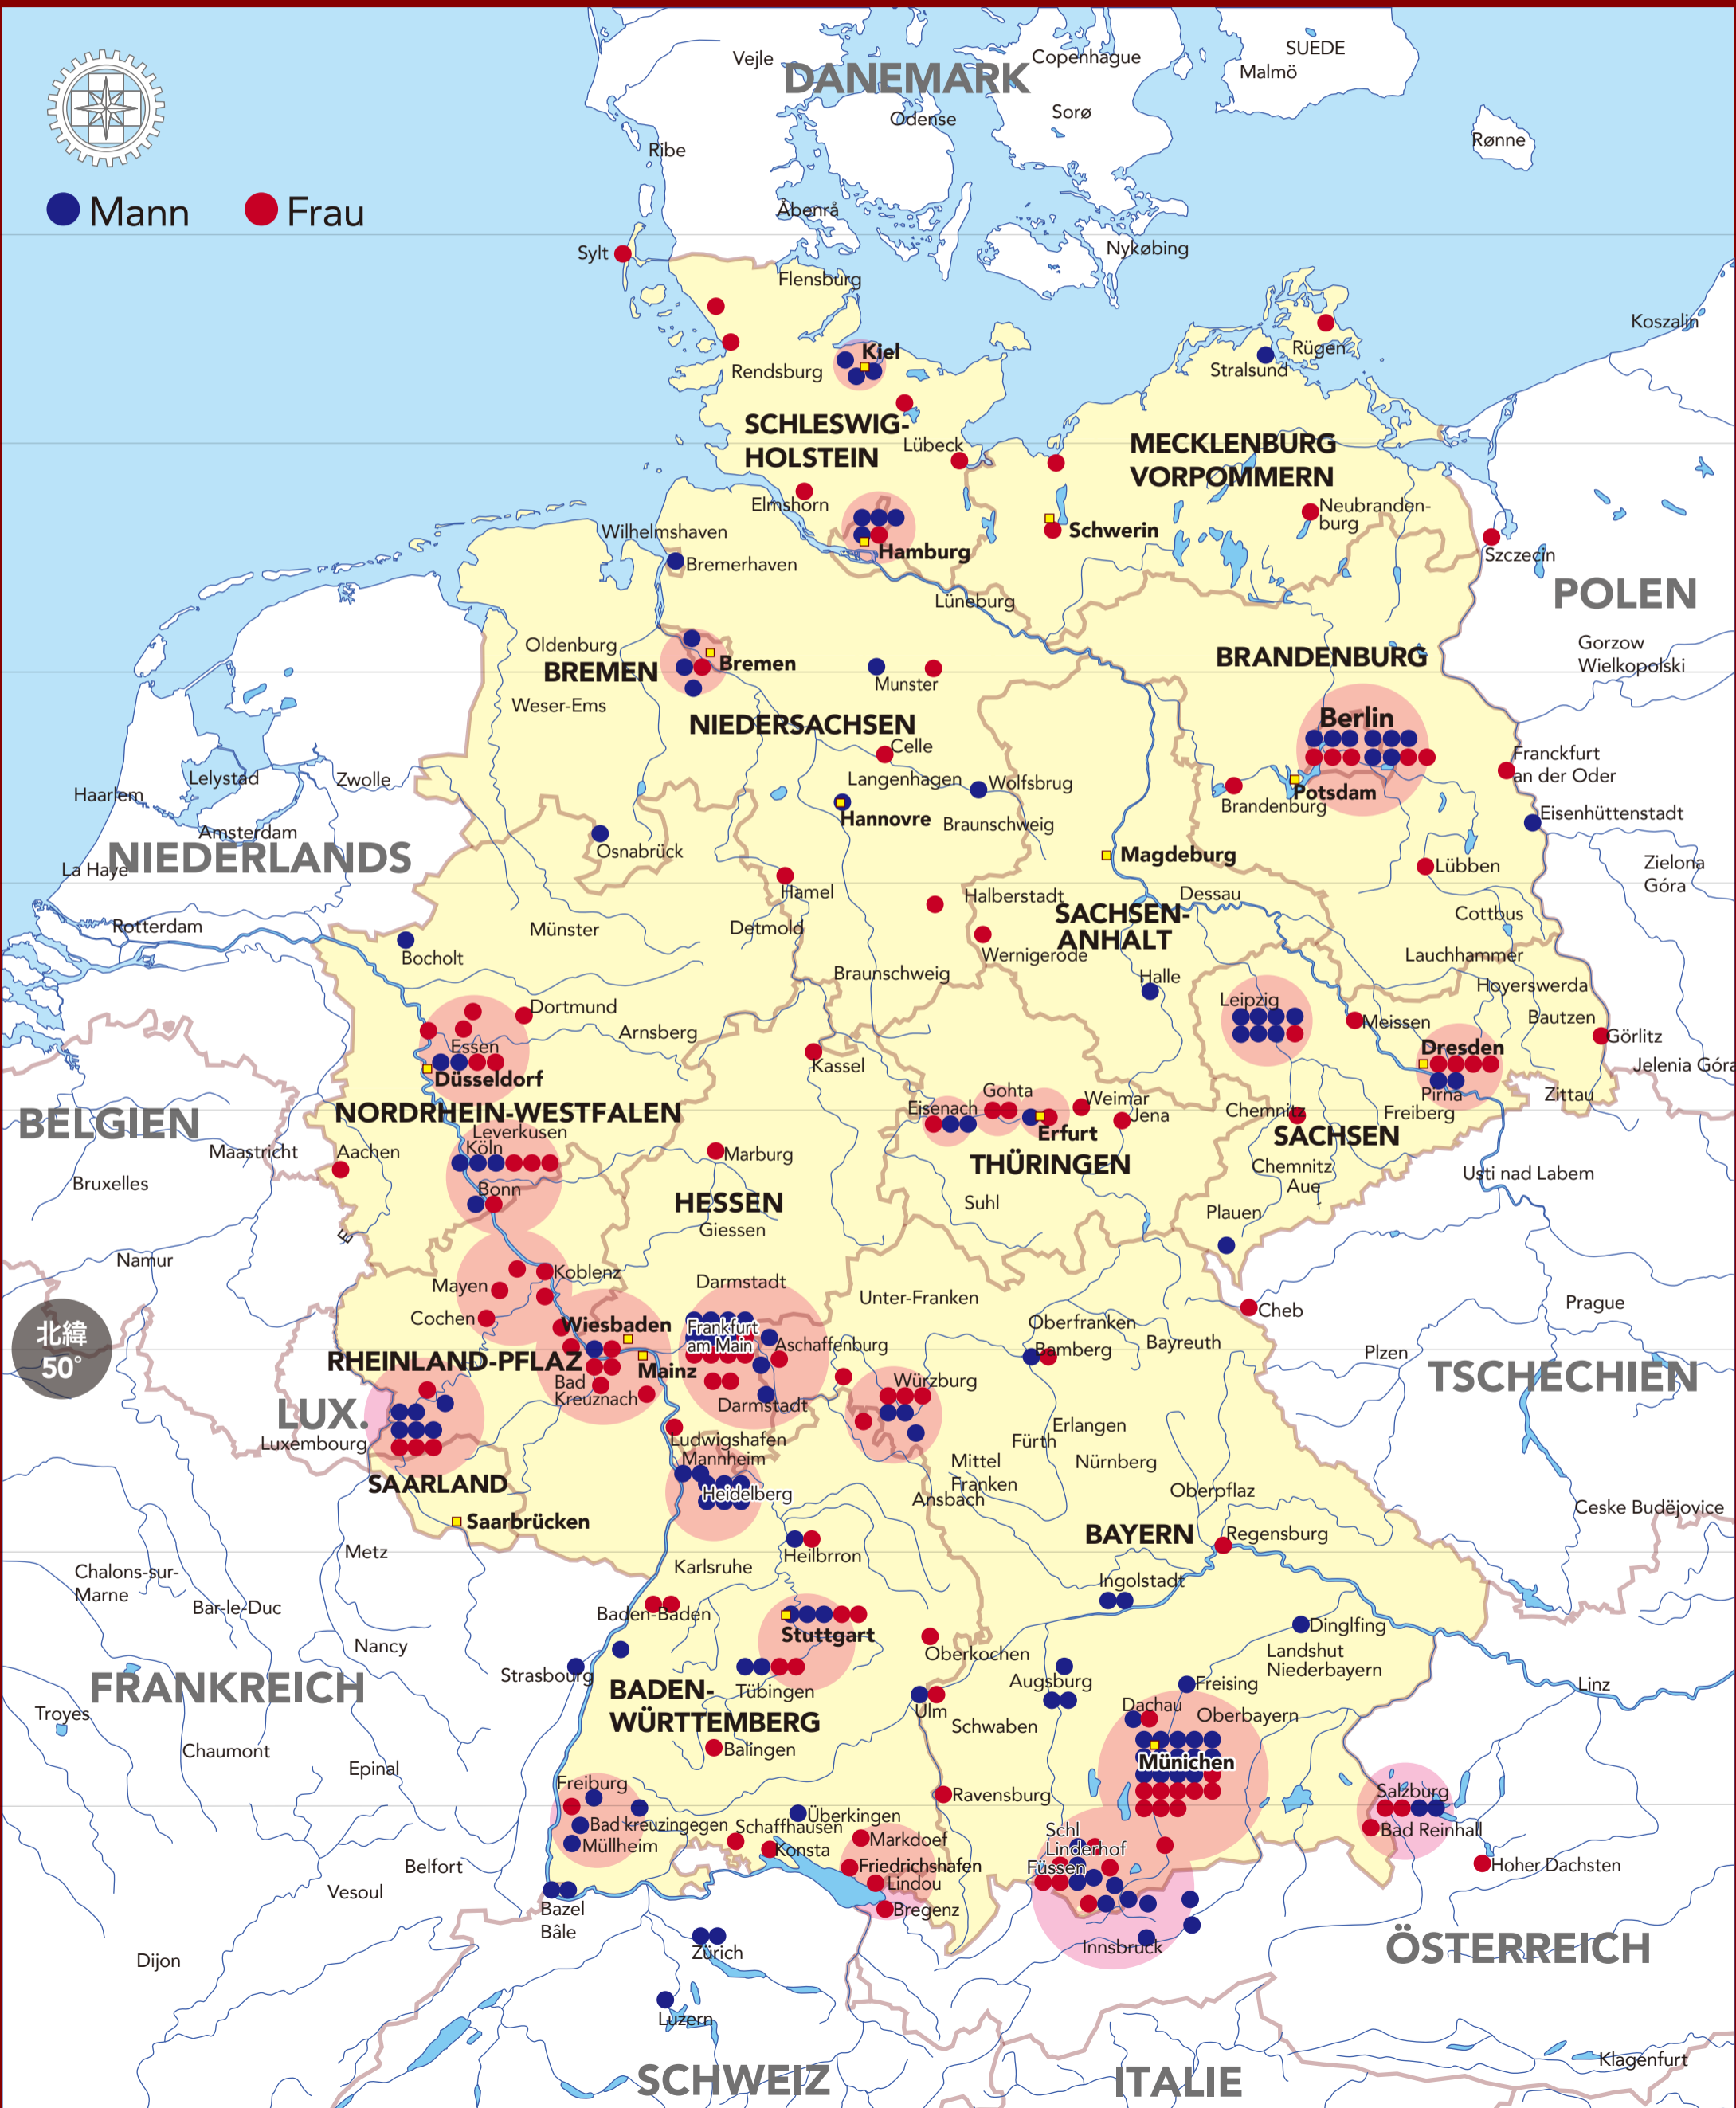 Vejle
DANEMARK
Copenhague
SUEDE
Malmö
Odense
Sorø
Rønne
Ribe
Mann
Frau
Åbenrå
Nykøbing
Sylt
Flensburg
Koszalin
Rügen
Kiel
Rendsburg
Stralsund
SCHLESWIG-
HOLSTEIN
Lübeck
MECKLENBURG
VORPOMMERN
Elmshorn
Neubranden-
burg
Schwerin
Wilhelmshaven
Hamburg
Bremerhaven
Szczecin
POLEN
Lüneburg
Oldenburg
BREMEN
Bremen
BRANDENBURG
Gorzow
Wielkopolski
Munster
Weser-Ems
NIEDERSACHSEN
Berlin
Celle
Franckfurt
an der Oder
Lelystad
Zwolle
Langenhagen
Wolfsbrug
Haarlem
Potsdam
Brandenburg
Eisenhüttenstadt
Hannovre
Braunschweig
Amsterdam
NIEDERLANDS
Osnabrück
Magdeburg
La Haye
Lübben
Zielona
Góra
Hamel
Halberstadt
Dessau
SACHSEN-
ANHALT
Cottbus
Rotterdam
Münster
Detmold
Bocholt
Wernigerode
Lauchhammer
Braunschweig
Halle
Hoyerswerda
Leipzig
Dortmund
Bautzen
Arnsberg
Meissen
Görlitz
Essen
Dresden
Kassel
Jelenia Góra
Düsseldorf
Pirna
Zittau
Gohta
Weimar
BELGIEN
NORDRHEIN-WESTFALEN
Eisenach
Jena
Chemnitz
Freiberg
Leverkusen
Erfurt
SACHSEN
Köln
Maastricht
Aachen
Marburg
THÜRINGEN
Chemnitz
Aue
Usti nad Labem
Bruxelles
Bonn
HESSEN
Giessen
Suhl
Plauen
E
Namur
Koblenz
Mayen
Darmstadt
Unter-Franken
Cheb
Prague
Cochen
Wiesbaden
Frankfurt
am Main
Oberfranken
北緯
50°
Aschaffenburg
Bamberg
Bayreuth
Plzen
RHEINLAND-PFLAZ
Mainz
TSCHECHIEN
Bad
Kreuznach
Würzburg
Darmstadt
LUX.
Luxembourg
Ludwigshafen
Erlangen
Fürth
Mannheim
Mittel
Franken
Nürnberg
SAARLAND
Heidelberg
Ansbach
Oberpflaz
Ceske Budëjovice
Saarbrücken
BAYERN
Regensburg
Metz
Heilbrron
Karlsruhe
Chalons-sur-
Marne
Ingolstadt
Bar-le-Duc
Baden-Baden
Stuttgart
Dinglfing
Nancy
Oberkochen
Landshut
Niederbayern
Strasbourg
Augsburg
FRANKREICH
BADEN-
WÜRTTEMBERG
Tübingen
Freising
Linz
Troyes
Ulm
Dachau
Oberbayern
Schwaben
Chaumont
Balingen
Münichen
Epinal
Freiburg
Ravensburg
Salzburg
Überkingen
Bad kreuzingegen
Schaffhausen
Schl
Linderhof
Bad Reinhall
Müllheim
Konsta
Markdoef
Belfort
Friedrichshafen
Füssen
Hoher Dachsten
Vesoul
Lindou
Bazel
Bâle
Bregenz
Zürich
Innsbruck
ÖSTERREICH
Dijon
Luzern
SCHWEIZ
ITALIE
Klagenfurt